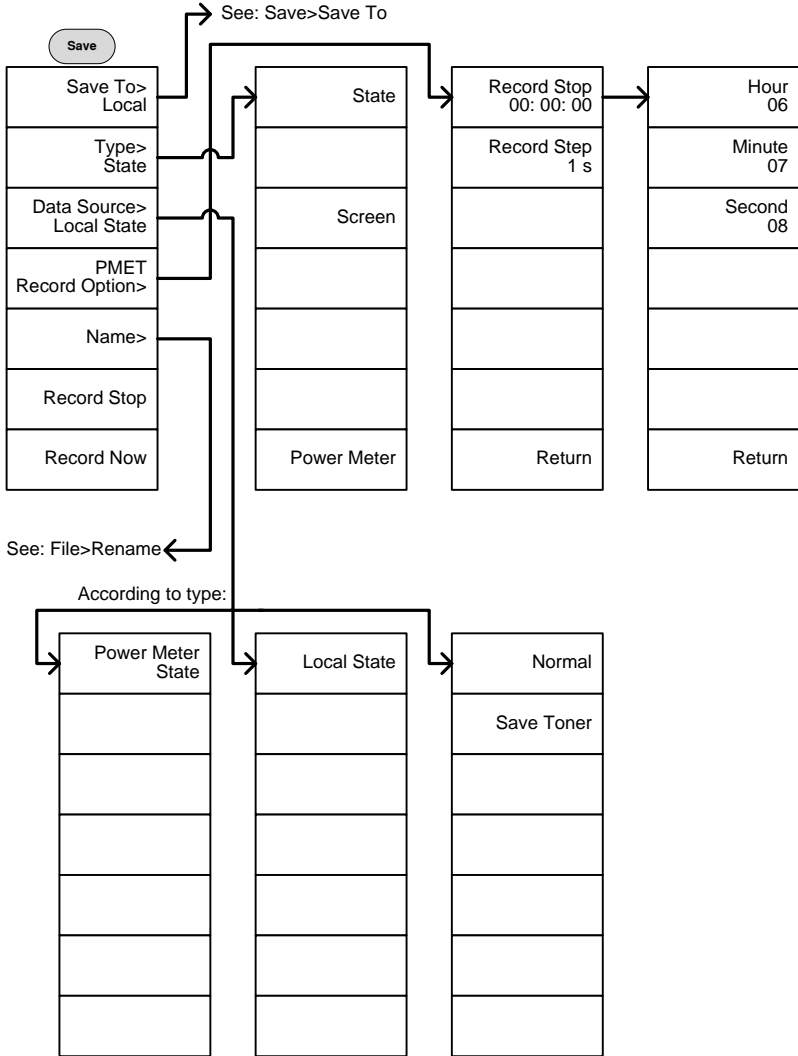 See: Save>Save To
Save
Save To>
Local
Type>
State
Data Source>
Local State
PMET
Record Option>
Name>
Record Stop
Record Now
State
Screen
Power Meter
Record Stop
00: 00: 00
Record Step
1 s
Return
Hour
06
Minute
07
Second
08
Return
See: File>Rename
According to type:
Power Meter
State
Local State
Normal
Save Toner